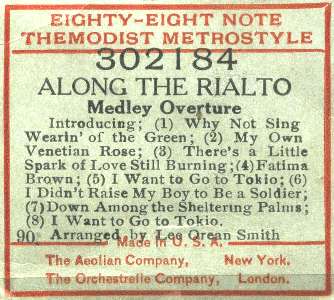 EIGHTY-EIGHT NOTE
THEMODIST METROSTYLE
302184
ALONG THE RIALTO
Medley Overture
Introducing; (1) Why Not Sing
Wearin' of the Green; (2) My Own
Venetian Rose; (3) There's a Little
Spark of Love Still Burning; (4) Fatima
Brown; (5) I Want to Go to Tokio; (6)
I Didn't Raise My Boy to Be a Soldier;
(7) Down Among the Sheltering Palms;
(8) I Want to Go to Tokio.
90. Arranged by Lee Orean Smith
Made in U. S. A.
The Aeolian Company, New York.
The Orchestrelle Company, London.